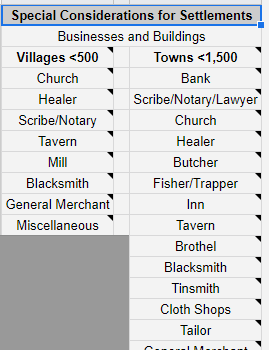 Special Considerations for Settlements
Businesses and Buildings
Villages <500 Towns <1,500
Church Bank
Healer Scribe/Notary/Lawyer
Scribe/Notary Church
Tavern Healer
Mill Butcher
Blacksmith Fisher/Trapper
General Merchant Inn
Miscellaneous Tavern
Brothel
Blacksmith
Tinsmith
Cloth Shops
Tailor
General Merchant